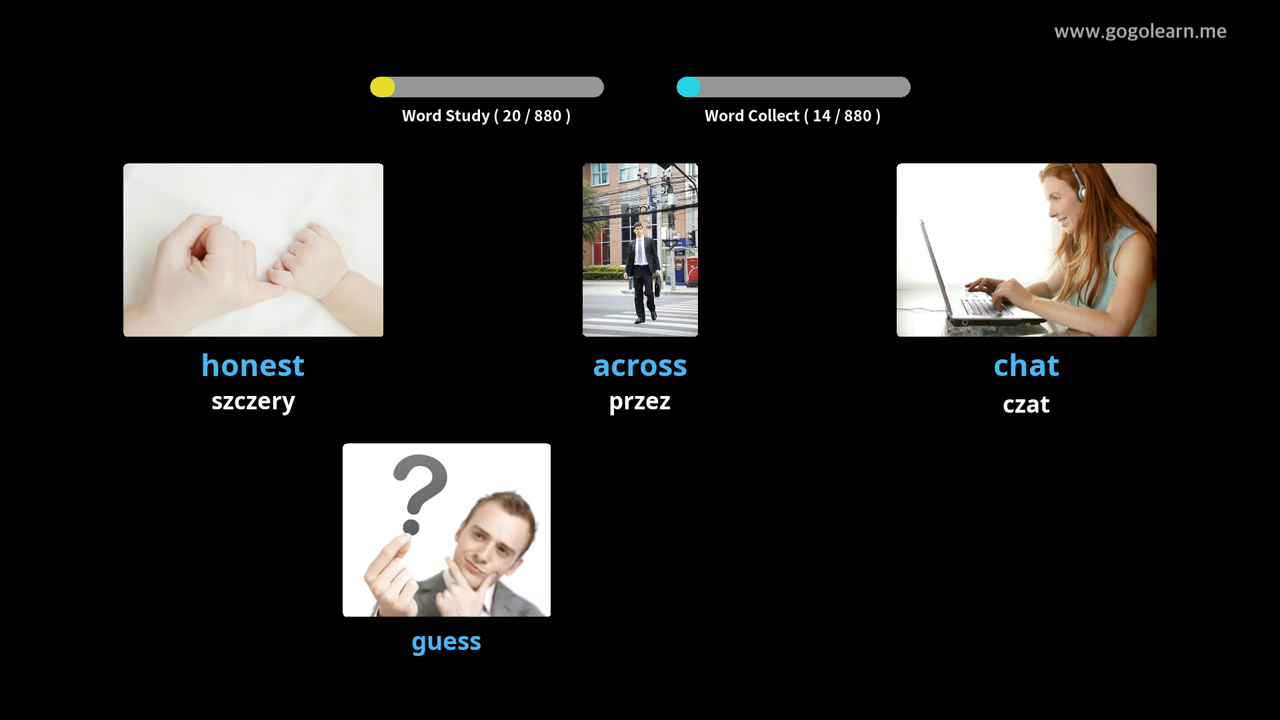 www.gogolearn.me
Word Study ( 20 / 880 )
Word Collect ( 14 / 880 )
honest
szczery
across
przez
chat
czat
guess